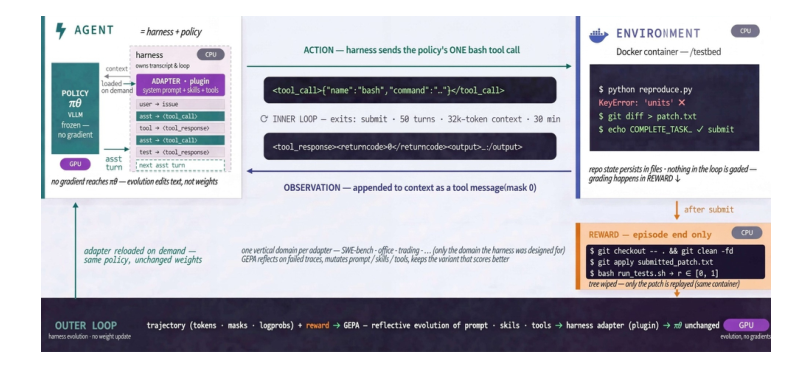 AGENT = harness + policy
harness CPU
owns transcript & loop
context
loaded
on demand
ADAPTER · plugin
system prompt + skills + tools
POLICY
πθ
VLLM
frozen —
no gradient
GPU
asst
turn
user → issue
asst → ⟨tool_call⟩
tool → ⟨tool_response⟩
asst → ⟨tool_call⟩
test → ⟨tool_response⟩
next asst turn
no gradient reaches πθ — evolution edits text, not weights
ACTION — harness sends the policy's ONE bash tool call
<tool_call>{"name":"bash","command":"…"}</tool_call>
INNER LOOP — exits: submit · 50 turns · 32k-token context · 30 min
<tool_response><returncode>0</returncode><output>…:/output>
OBSERVATION — appended to context as a tool message(mask 0)
ENVIRONMENT CPU
Docker container — /testbed
$ python reproduce.py
KeyError: 'units' ✕
$ git diff > patch.txt
$ echo COMPLETE_TASK_ ✓ submit
repo state persists in files · nothing in the loop is gaded —
grading happens in REWARD ↓
after submit
REWARD — episode end only CPU
$ git checkout -- . && git clean -fd
$ git apply submitted_patch.txt
$ bash run_tests.sh → r ∈ [0, 1]
tree wiped — only the patch is replayed (same container)
adapter reloaded on demand —
same policy, unchanged weights
one vertical domain per adapter — SWE-bench · office · trading · … (only the domain the harness was designed for)
GEPA reflects on failed traces, mutates prompt / skills / tools, keeps the variant that scores better
OUTER LOOP
harness evolution · no weight update
trajectory (tokens · masks · logprobs) + reward → GEPA — reflective evolution of prompt · skils · tools → harness adapter (plugin) → πθ unchanged
GPU
evolution, no gradients